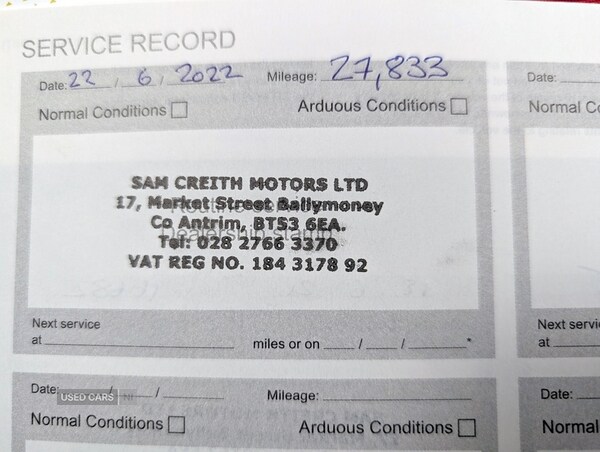 SERVICE RECORD
Date: 22 / 6 / 2022 Mileage: 27,833
Normal Conditions Arduous Conditions
SAM CREITH MOTORS LTD
17, Market Street Ballymoney
Co Antrim, BT53 6EA.
Tel: 028 2766 3370
VAT REG NO. 184 3178 92
Next service
at miles or on / / *
Date: / / Mileage:
USED CARS NI
Normal Conditions Arduous Conditions
Date:
Normal
Next
at
Date:
Normal